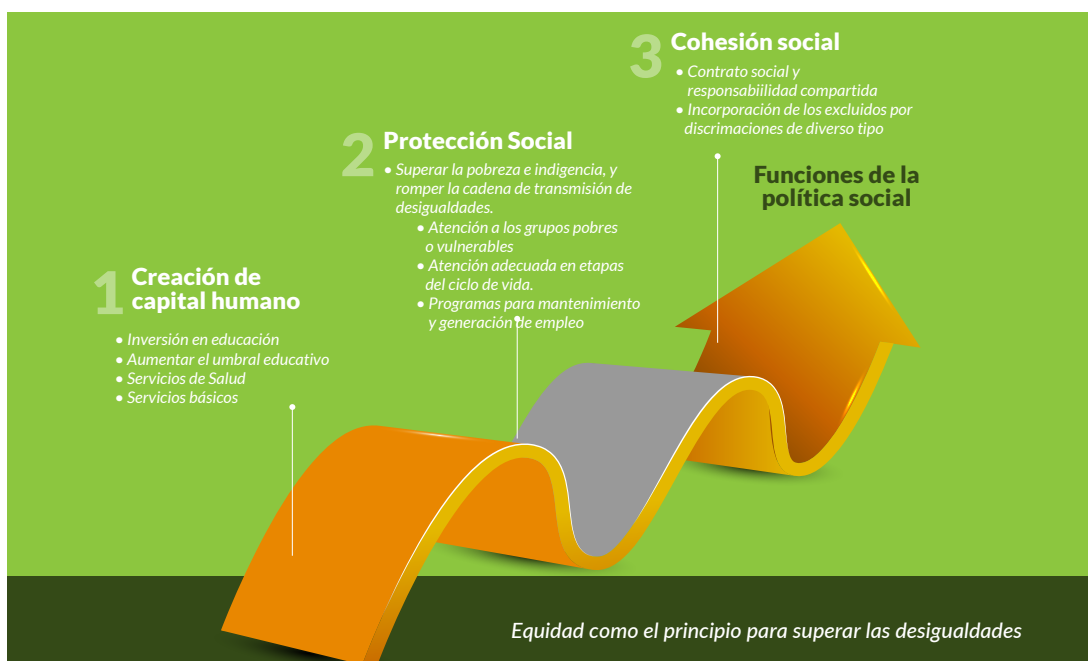 1
Creación de
capital humano
• Inversión en educación
• Aumentar el umbral educativo
• Servicios de Salud
• Servicios básicos
2
Protección Social
• Superar la pobreza e indigencia, y
romper la cadena de transmisión de
desigualdades.
• Atención a los grupos pobres
o vulnerables
• Atención adecuada en etapas
del ciclo de vida.
• Programas para mantenimiento
y generación de empleo
3
Cohesión social
• Contrato social y
responsabiilidad compartida
• Incorporación de los excluidos por
discrimaciones de diverso tipo
Funciones de la
política social
Equidad como el principio para superar las desigualdades